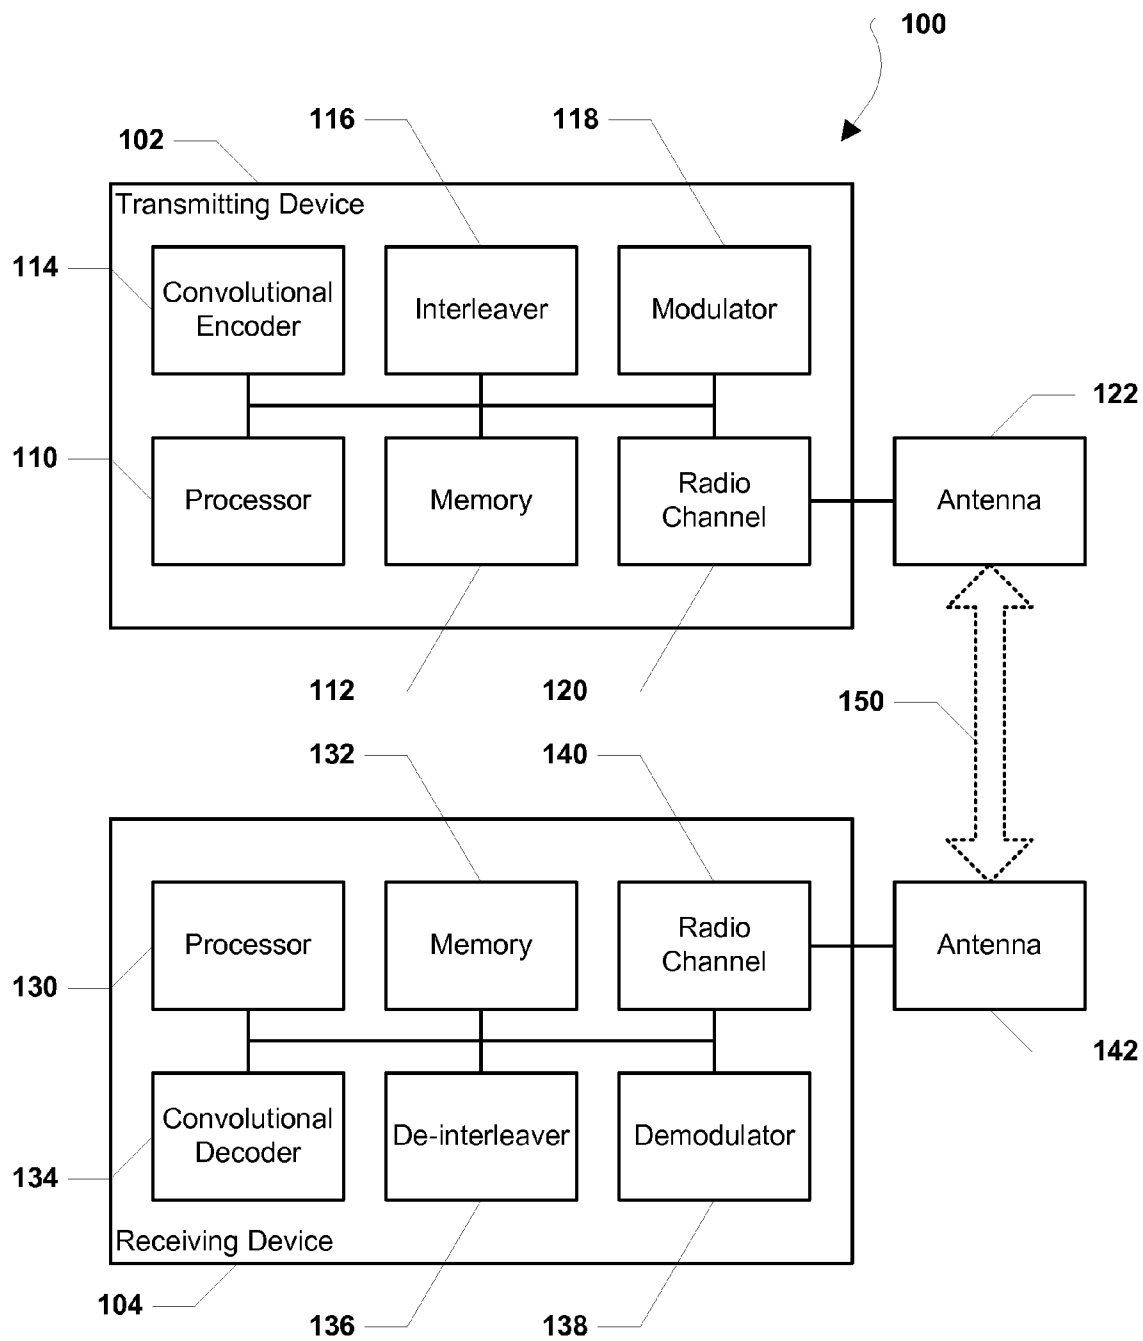 100
116
118
102
Transmitting Device
114
Convolutional
Encoder
Interleaver
Modulator
122
110
Processor
Memory
Radio
Channel
Antenna
112
120
150
132
140
Processor
Memory
Radio
Channel
Antenna
130
142
Convolutional
Decoder
De-interleaver
Demodulator
134
Receiving Device
104
136
138